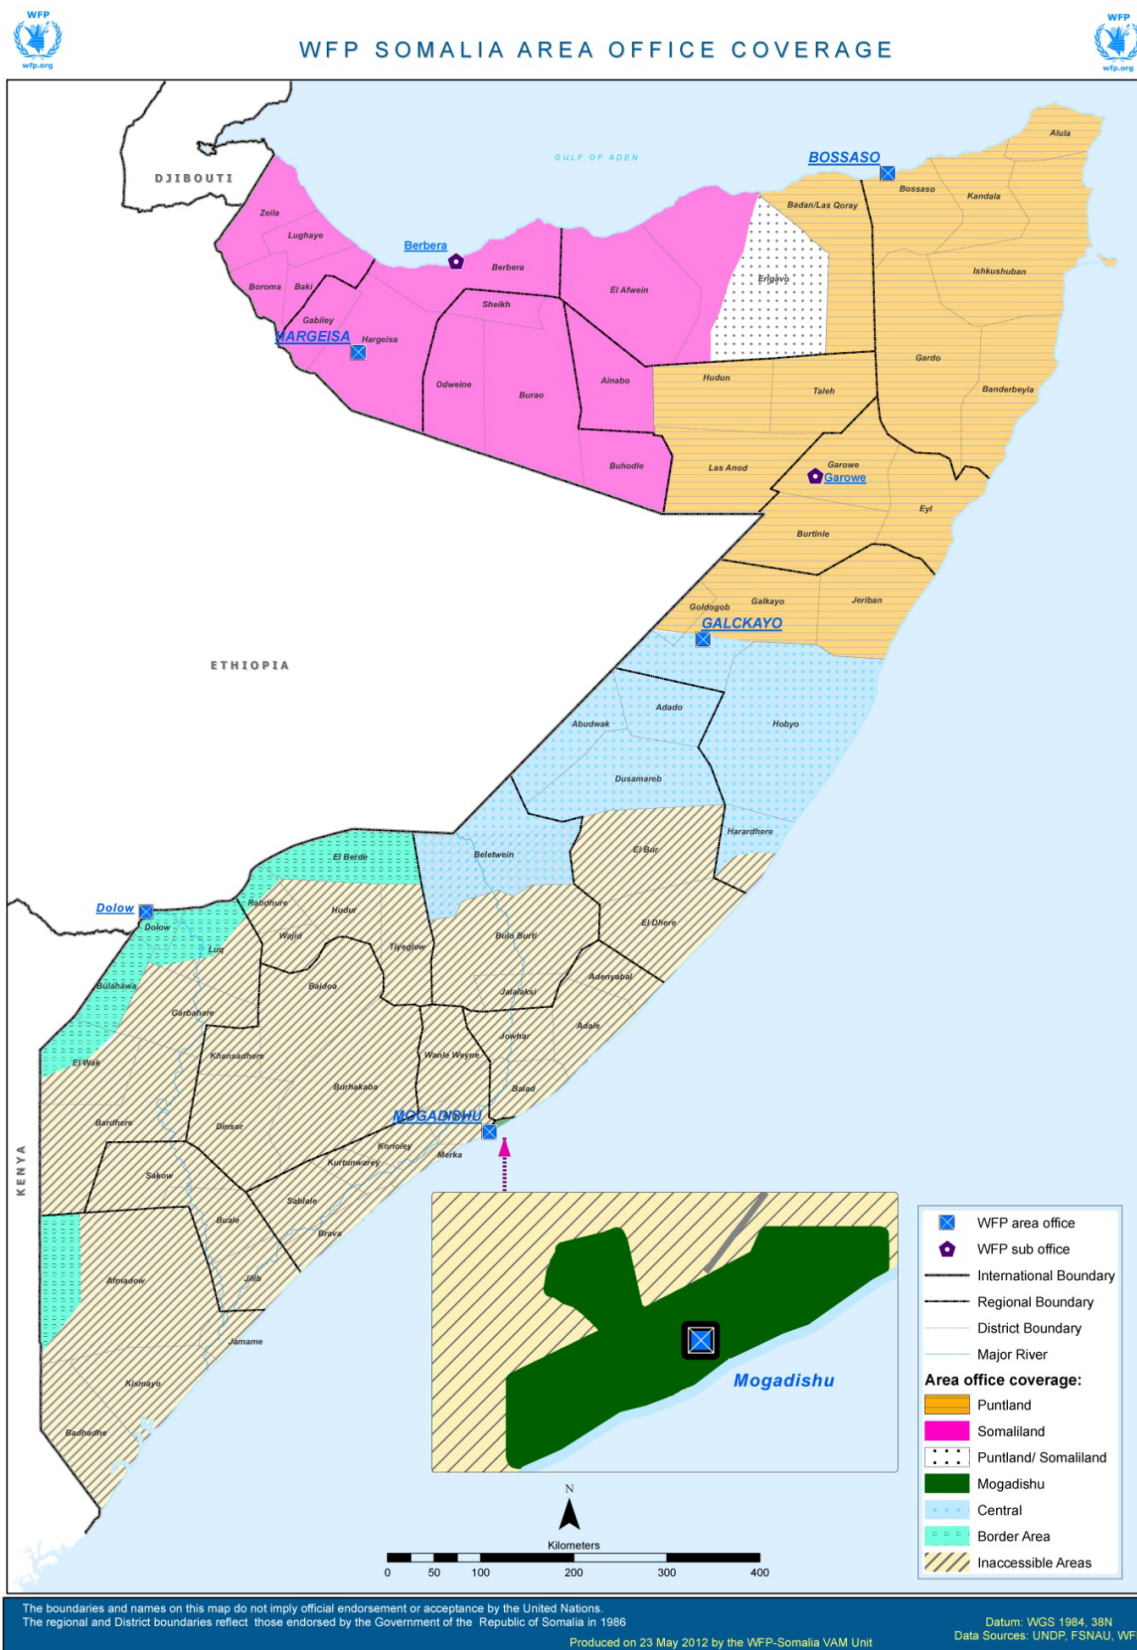 WFP
wfp.org
WFP SOMALIA AREA OFFICE COVERAGE
WFP
wfp.org
DJIBOUTI
GULF OF ADEN
BOSSASO
Alula
Bossaso
Kandala
Badan/Las Qoray
Zeila
Lughaye
Berbera
Berbera
Ishkushuban
Boroma
Baki
El Afwein
Erigavo
Sheikh
Gabiley
HARGEISA
Hargeisa
Gardo
Odweine
Burao
Ainabo
Hudun
Taleh
Banderbeyla
Buhodle
Las Anod
Garowe
Garowe
Eyl
Burtinle
Goldogob
Galkayo
Jeriban
GALCKAYO
ETHIOPIA
Adado
Abudwak
Hobyo
Dusamareb
Harardhere
El Berde
Beletwein
El Bur
Dolow
Dolow
Rabdhure
Hudur
Wajid
Tiyeglow
Bulo Burti
El Dhere
Luq
Bulahawa
Baidoa
Jalalaksi
Adenyabal
Garbahare
Adale
Jowhar
El Wak
Khansadhere
Wanle Weyne
Burhakaba
Balad
Bardhere
Dinsor
MOGADISHU
Korioley
Merka
Kurtunwarey
Sakow
Sablale
Buale
Brava
KENYA
Almadow
Jilib
Jamame
Kismayo
Badhadhe
Mogadishu
WFP area office
WFP sub office
International Boundary
Regional Boundary
District Boundary
Major River
Area office coverage:
Puntland
Somaliland
Puntland/ Somaliland
Mogadishu
Central
Border Area
Inaccessible Areas
N
Kilometers
0 50 100 200 300 400
The boundaries and names on this map do not imply official endorsement or acceptance by the United Nations.
The regional and District boundaries reflect those endorsed by the Government of the Republic of Somalia in 1986
Datum: WGS 1984, 38N
Data Sources: UNDP, FSNAU, WF
Produced on 23 May 2012 by the WFP-Somalia VAM Unit